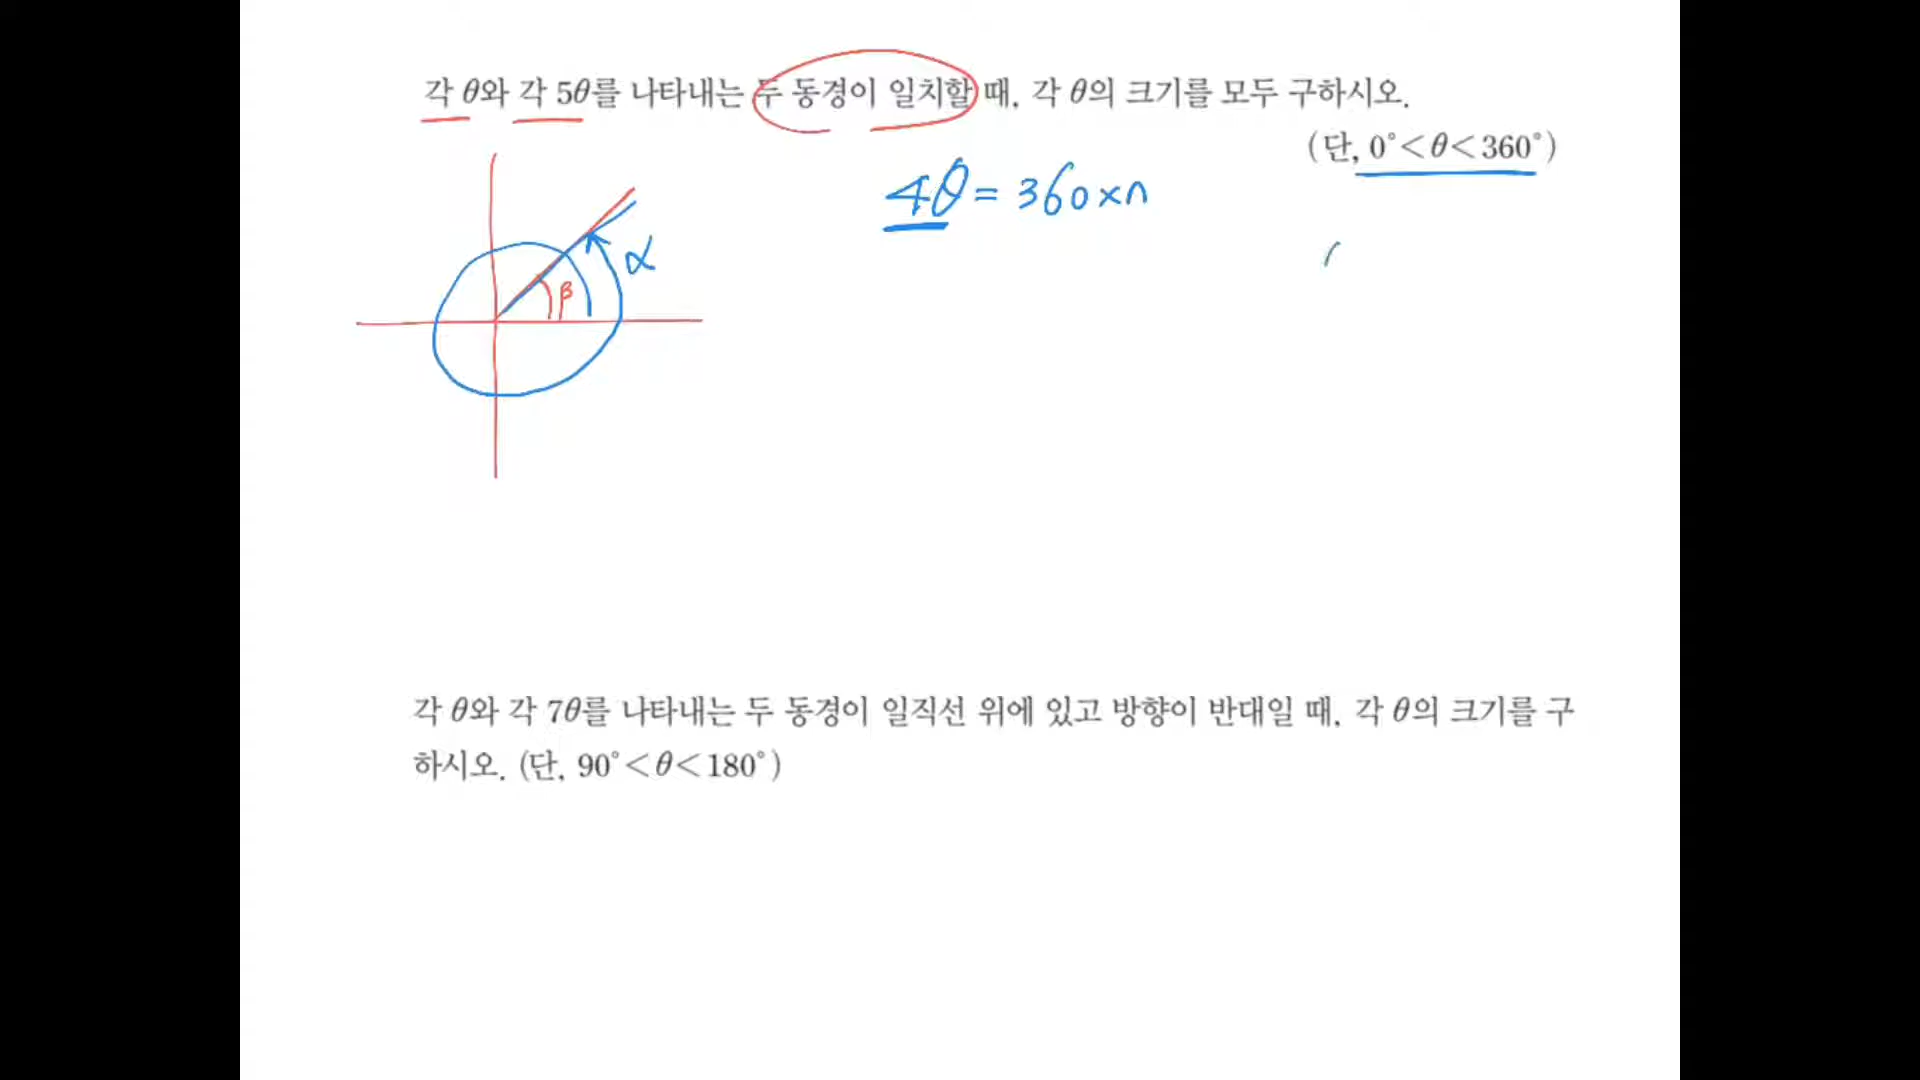 각 θ와 각 5θ를 나타내는 두 동경이 일치할 때, 각 θ의 크기를 모두 구하시오.
(단, 0°<θ<360°)
4θ = 360×n
α
β
각 θ와 각 7θ를 나타내는 두 동경이 일직선 위에 있고 방향이 반대일 때, 각 θ의 크기를 구
하시오. (단, 90°<θ<180°)